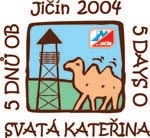 Jičín 2004
5 DNŮ OB
5 DAYS O
SVATÁ KATEŘINA